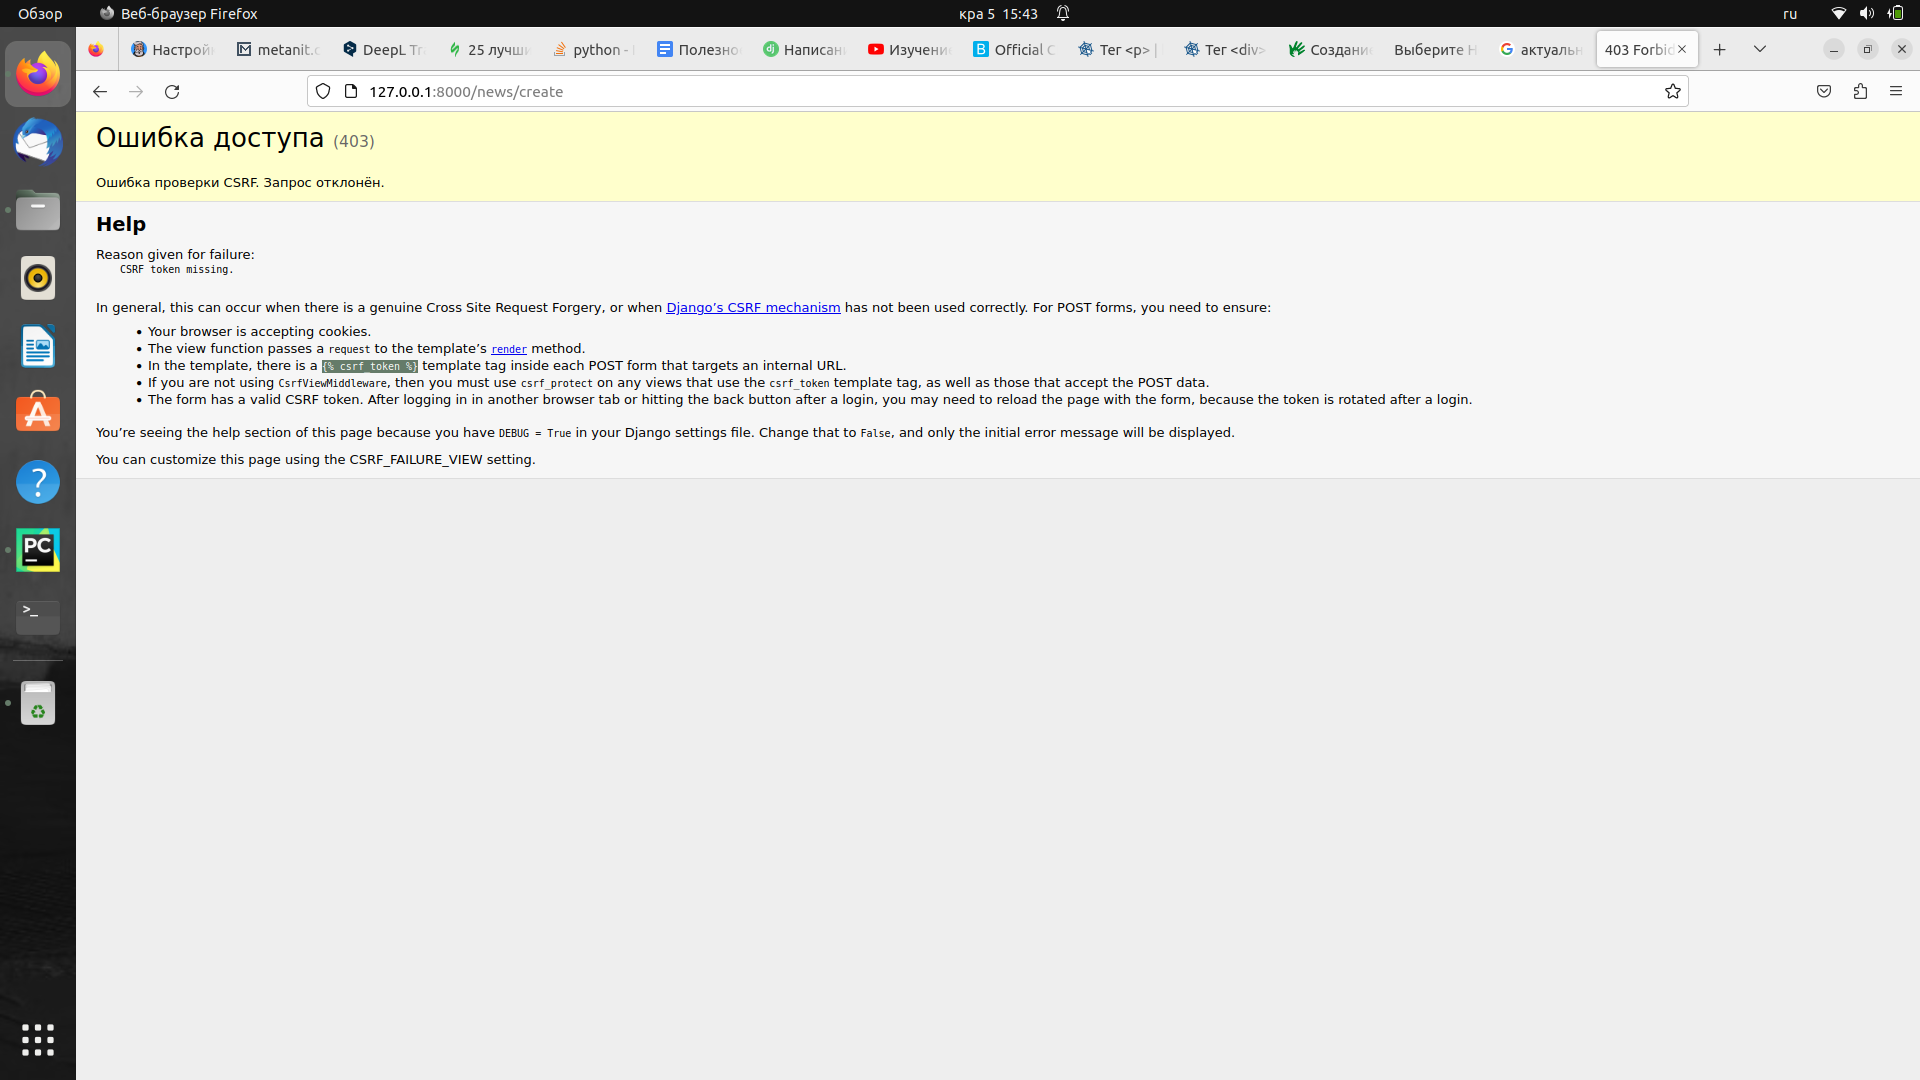 Обзор
Веб-браузер Firefox
кра 5 15:43
ru
Настрой
metanit.c
DeepL Tr
25 лучши
python -
Полезно
Написан
Изучени
Official C
Тег <p> |
Тег <div>
Создани
Выберите Н
актуальн
403 Forbid
127.0.0.1:8000/news/create
Ошибка доступа (403)
Ошибка проверки CSRF. Запрос отклонён.
Help
Reason given for failure:
CSRF token missing.
In general, this can occur when there is a genuine Cross Site Request Forgery, or when Django’s CSRF mechanism has not been used correctly. For POST forms, you need to ensure:
• Your browser is accepting cookies.
• The view function passes a request to the template’s render method.
• In the template, there is a {% csrf_token %} template tag inside each POST form that targets an internal URL.
• If you are not using CsrfViewMiddleware, then you must use csrf_protect on any views that use the csrf_token template tag, as well as those that accept the POST data.
• The form has a valid CSRF token. After logging in in another browser tab or hitting the back button after a login, you may need to reload the page with the form, because the token is rotated after a login.
You’re seeing the help section of this page because you have DEBUG = True in your Django settings file. Change that to False, and only the initial error message will be displayed.
You can customize this page using the CSRF_FAILURE_VIEW setting.
PC
>_